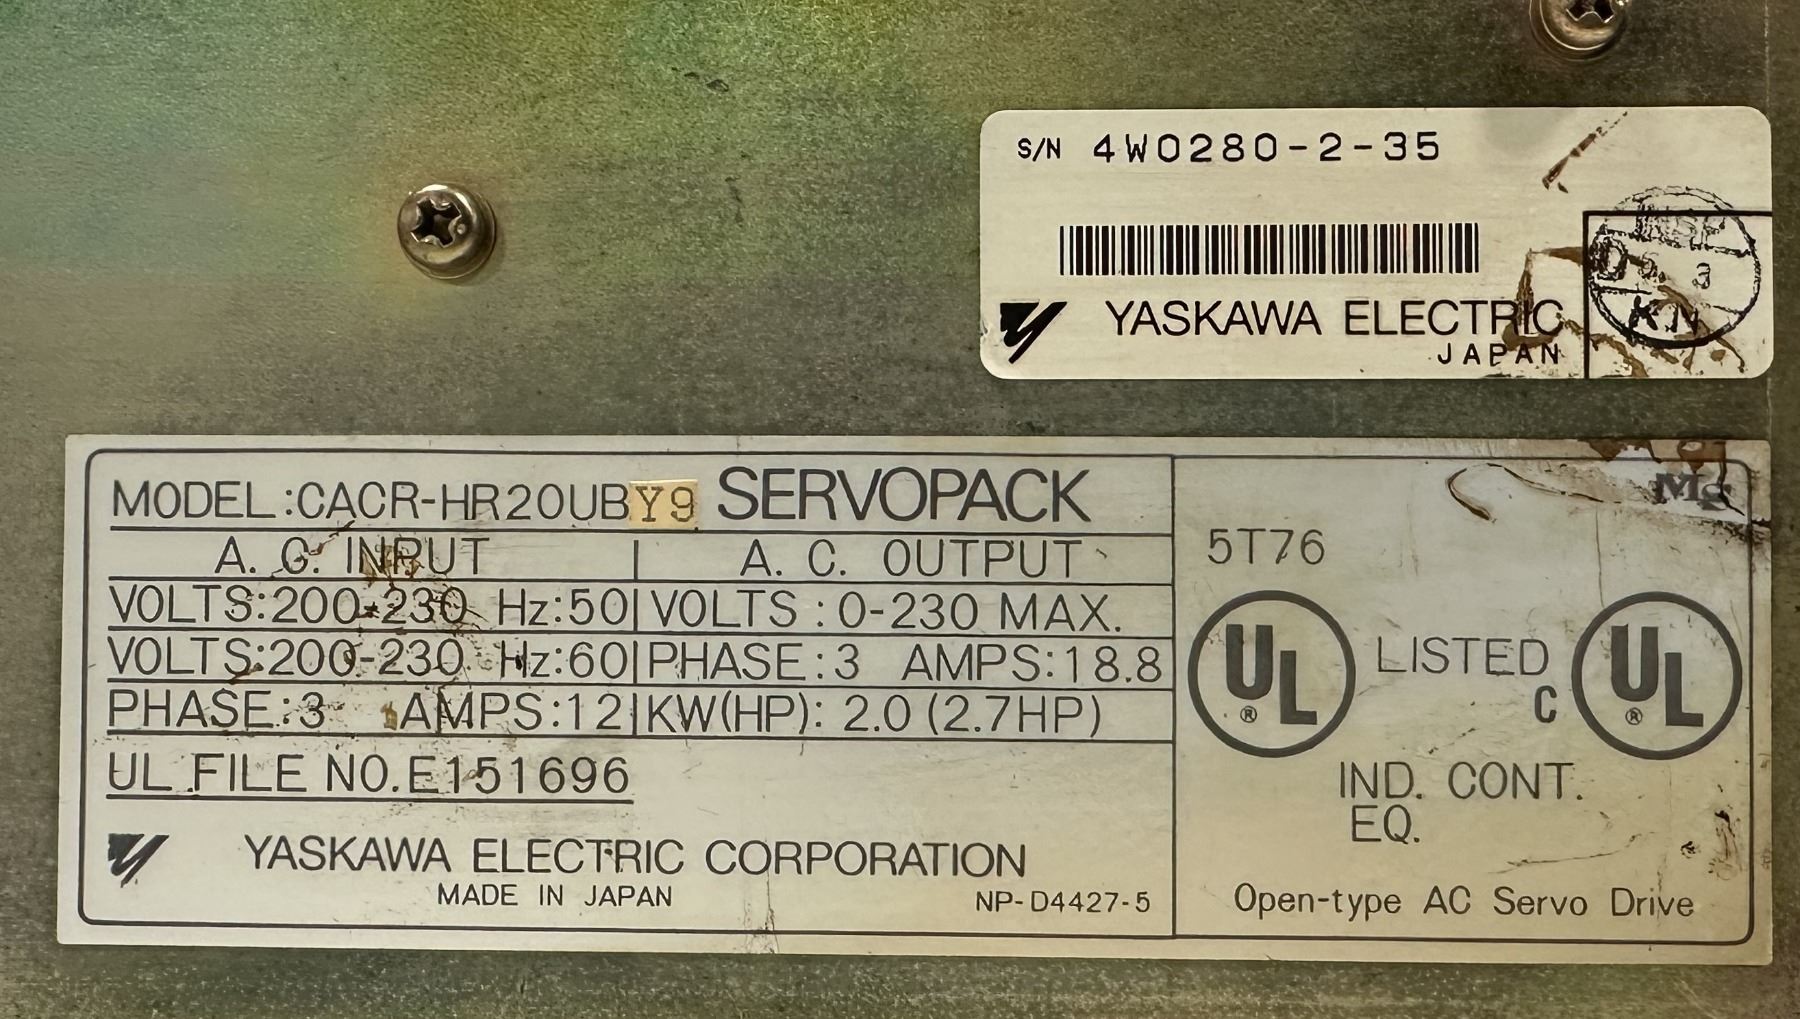 S/N 4W0280-2-35
YASKAWA ELECTRIC
JAPAN
KN
MODEL:CACR-HR20UBY9 SERVOPACK
A. C. INPUT A. C. OUTPUT
VOLTS:200-230 Hz:50 VOLTS:0-230 MAX.
VOLTS:200-230 Hz:60 PHASE:3 AMPS:18.8
PHASE:3 AMPS:12 KW(HP): 2.0 (2.7HP)
UL FILE NO.E151696
YASKAWA ELECTRIC CORPORATION
MADE IN JAPAN NP-D4427-5
5T76
UL® LISTED C UL®
IND. CONT.
EQ.
Open-type AC Servo Drive